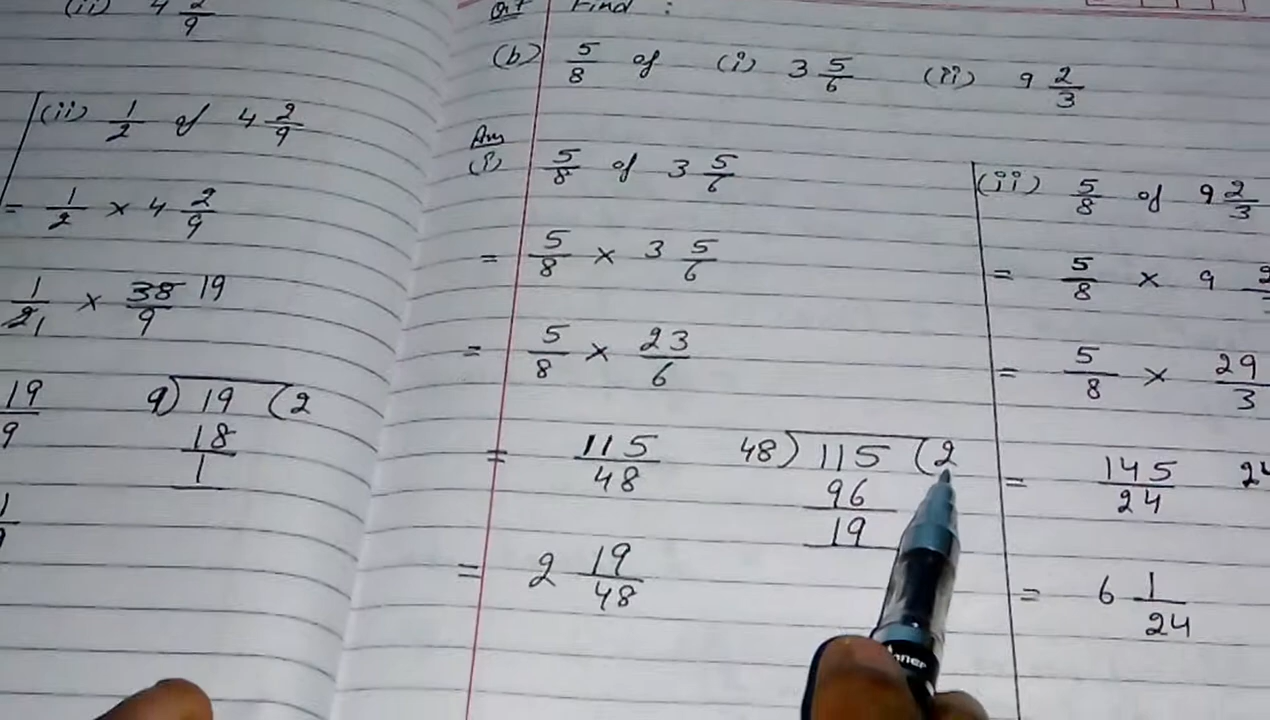 (ii) 4 2/9
(ii) 1/2 of 4 2/9
= 1/2 × 4 2/9
1/21 × 38 19/9
19/9 9) 19 (2
18
1
1/9
Find :
(b) 5/8 of (i) 3 5/6 (ii) 9 2/3
Ans
(i) 5/8 of 3 5/6
= 5/8 × 3 5/6
= 5/8 × 23/6
= 115/48 48) 115 (2
96
19
= 2 19/48
(ii) 5/8 of 9 2/3
= 5/8 × 9 2
= 5/8 × 29/3
= 145/24 24
= 6 1/24